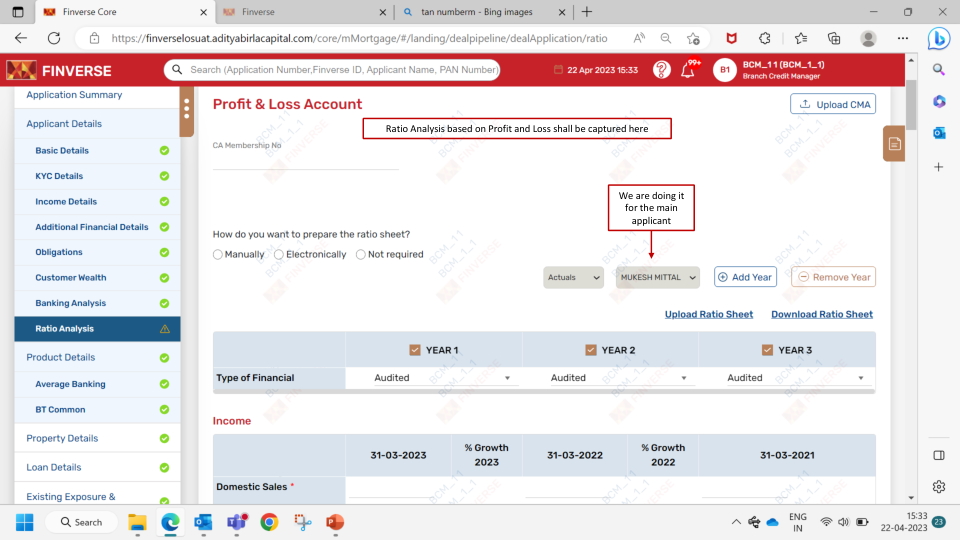 Finverse Core
Finverse
tan numberm - Bing images
https://finverselosuat.adityabirlacapital.com/core/mMortgage/#/landing/dealpipeline/dealApplication/ratio
FINVERSE
Search (Application Number,Finverse ID, Applicant Name, PAN Number)
22 Apr 2023 15:33
99+
B1
BCM_1 1 (BCM_1_1)
Branch Credit Manager
Application Summary
Applicant Details
Basic Details
KYC Details
Income Details
Additional Financial Details
Obligations
Customer Wealth
Banking Analysis
Ratio Analysis
Product Details
Average Banking
BT Common
Property Details
Loan Details
Existing Exposure &
Profit & Loss Account
Upload CMA
Ratio Analysis based on Profit and Loss shall be captured here
CA Membership No
We are doing it
for the main
applicant
How do you want to prepare the ratio sheet?
Manually Electronically Not required
Actuals MUKESH MITTAL Add Year Remove Year
Upload Ratio Sheet Download Ratio Sheet
YEAR 1 YEAR 2 YEAR 3
Type of Financial Audited Audited Audited
Income
31-03-2023 % Growth 2023 31-03-2022 % Growth 2022 31-03-2021
Domestic Sales *
Search
ENG
IN
15:33
22-04-2023
23